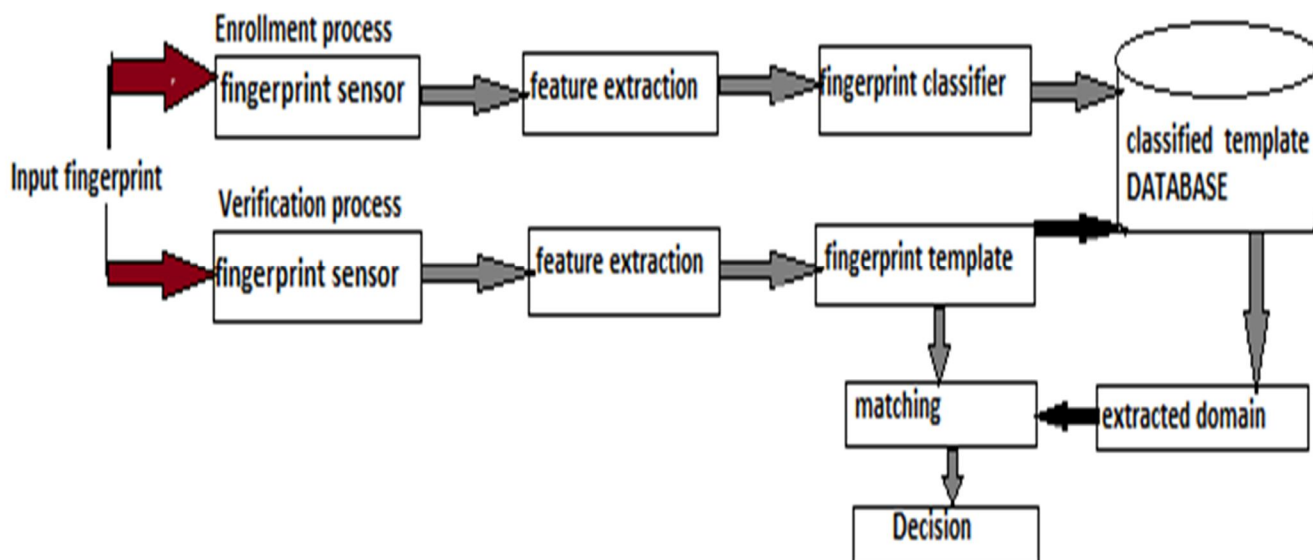 Enrollment process
fingerprint sensor
feature extraction
fingerprint classifier
classified template
DATABASE
Input fingerprint
Verification process
fingerprint sensor
feature extraction
fingerprint template
matching
extracted domain
Decision